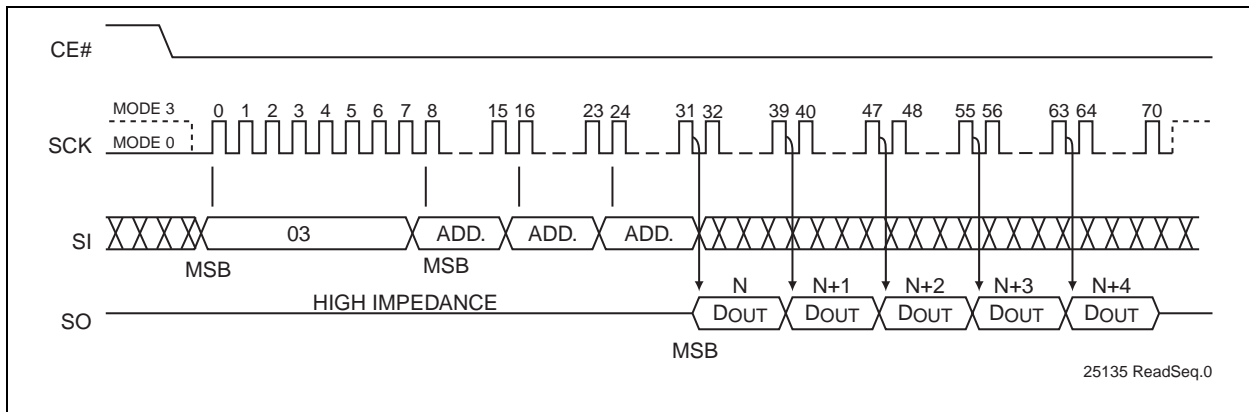 CE#
MODE 3
0 1 2 3 4 5 6 7 8 15 16 23 24 31 32 39 40 47 48 55 56 63 64 70
SCK
MODE 0
SI
03
ADD.
ADD.
ADD.
MSB
MSB
N
N+1
N+2
N+3
N+4
HIGH IMPEDANCE
SO
DOUT
DOUT
DOUT
DOUT
DOUT
MSB
25135 ReadSeq.0